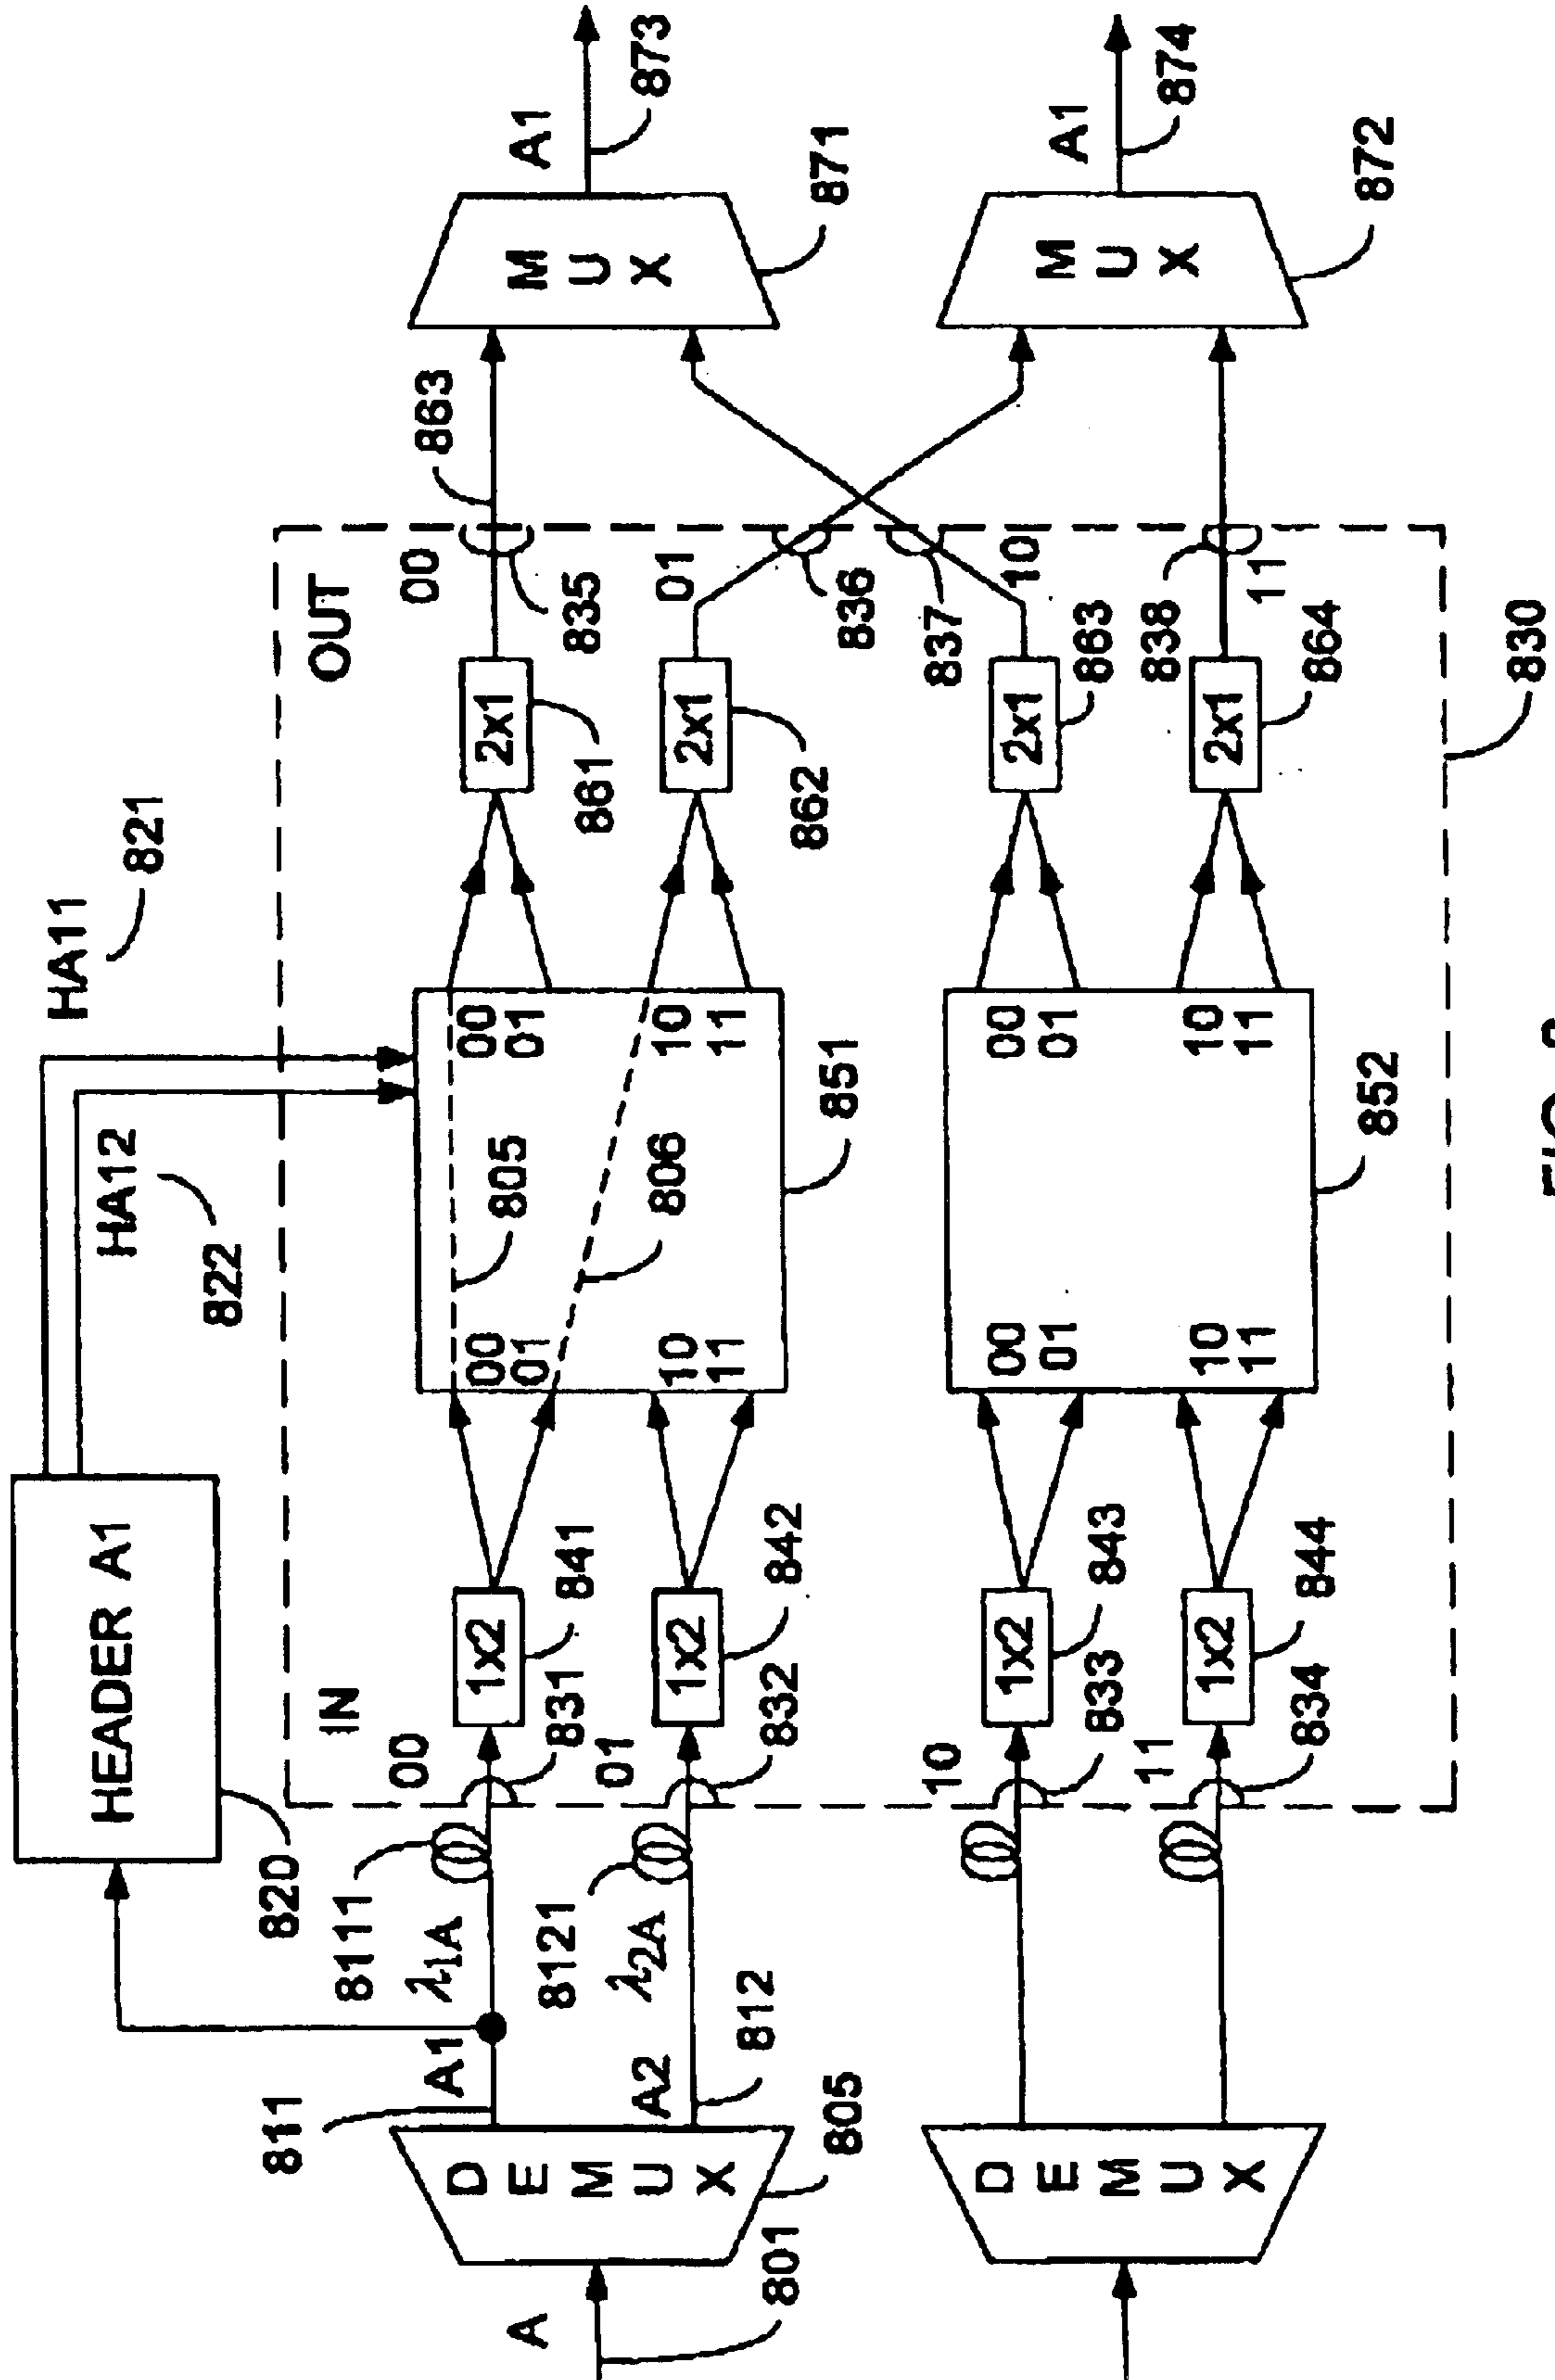 HEADER A1
820
HA11
821
HA12
822
IN
OUT
A
801
D
E
M
U
X
805
811
A1
8111
λ1A
A2
812
8121
λ2A
00
831
1x2
841
01
832
1x2
842
00
01
10
11
805
806
00
01
10
11
851
2x1
861
2x1
862
00
835
863
01
836
M
U
X
871
A1
873
D
E
M
U
X
10
833
1x2
843
11
834
1x2
844
00
01
10
11
00
01
10
11
852
2x1
863
2x1
864
837
10
838
11
M
U
X
872
A1
874
830